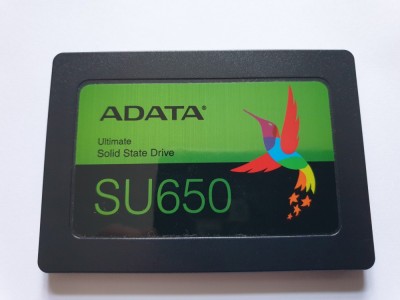 ADATA
Ultimate
Solid State Drive
SU650